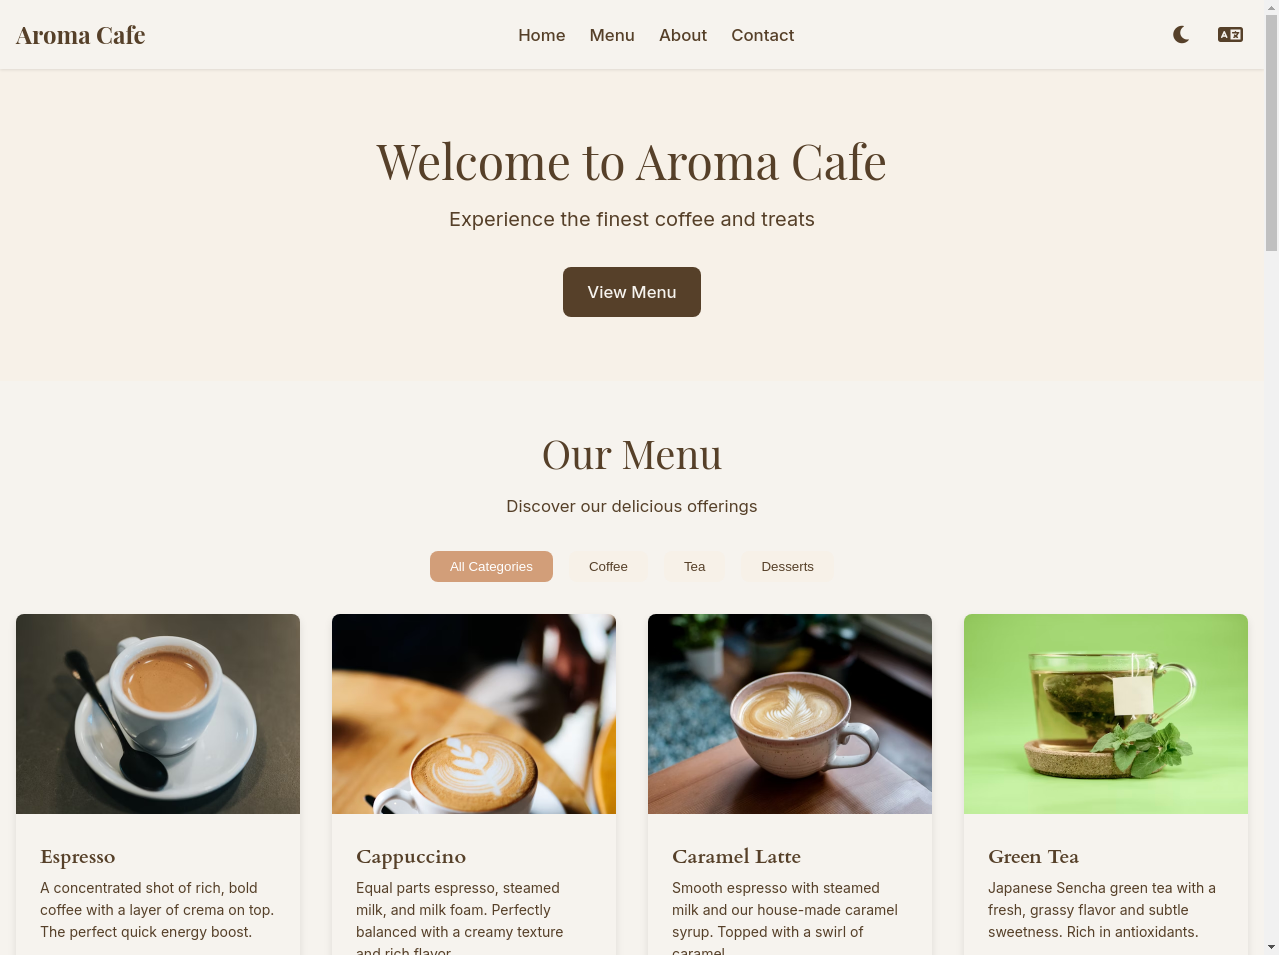 Aroma Cafe
Home Menu About Contact
Welcome to Aroma Cafe
Experience the finest coffee and treats
View Menu
Our Menu
Discover our delicious offerings
All Categories Coffee Tea Desserts
Espresso
A concentrated shot of rich, bold
coffee with a layer of crema on top.
The perfect quick energy boost.
Cappuccino
Equal parts espresso, steamed
milk, and milk foam. Perfectly
balanced with a creamy texture
and rich flavor.
Caramel Latte
Smooth espresso with steamed
milk and our house-made caramel
syrup. Topped with a swirl of
caramel.
Green Tea
Japanese Sencha green tea with a
fresh, grassy flavor and subtle
sweetness. Rich in antioxidants.